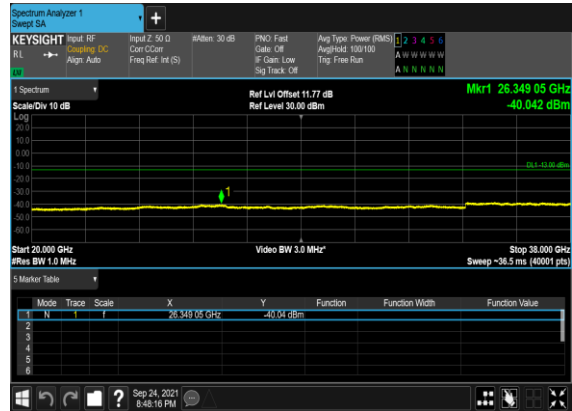 Spectrum Analyzer 1
Swept SA
+
KEYSIGHT
RL
Input: RF
Coupling: DC
Align: Auto
Input Z: 50 Ω
Corr CCorr
Freq Ref: Int (S)
#Atten: 30 dB
PNO: Fast
Gate: Off
IF Gain: Low
Sig Track: Off
Avg Type: Power (RMS)
Avg|Hold: 100/100
Trig: Free Run
1 2 3 4 5 6
A W W W W W
A N N N N N
1 Spectrum
Scale/Div 10 dB
Ref Lvl Offset 11.77 dB
Ref Level 30.00 dBm
Mkr1 26.349 05 GHz
-40.042 dBm
Log
20.0
10.0
0.00
-10.0
DL1 -13.00 dBm
-20.0
-30.0
1
-40.0
-50.0
-60.0
Start 20.000 GHz
#Res BW 1.0 MHz
Video BW 3.0 MHz*
Stop 38.000 GHz
Sweep ~36.5 ms (40001 pts)
5 Marker Table
Mode Trace Scale X Y Function Function Width Function Value
1 N 1 f 26.349 05 GHz -40.04 dBm
2
3
4
5
6
? Sep 24, 2021
8:48:16 PM